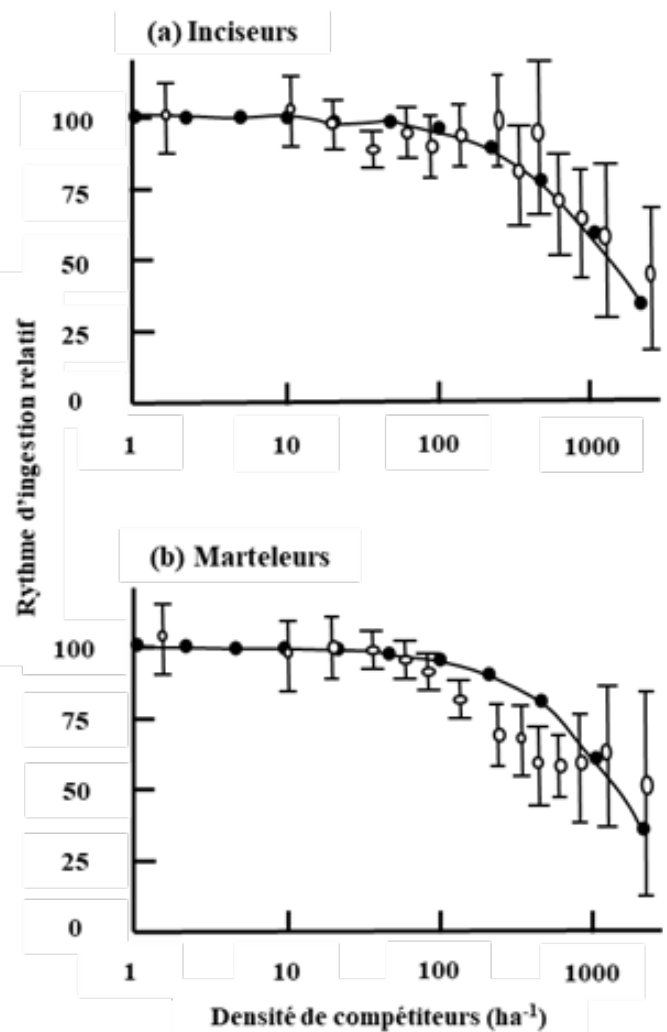 (a) Inciseurs
100
75
50
25
0
1 10 100 1000
Rythme d'ingestion relatif
(b) Marteleurs
100
75
50
25
0
1 10 100 1000
Densité de compétiteurs (ha⁻¹)